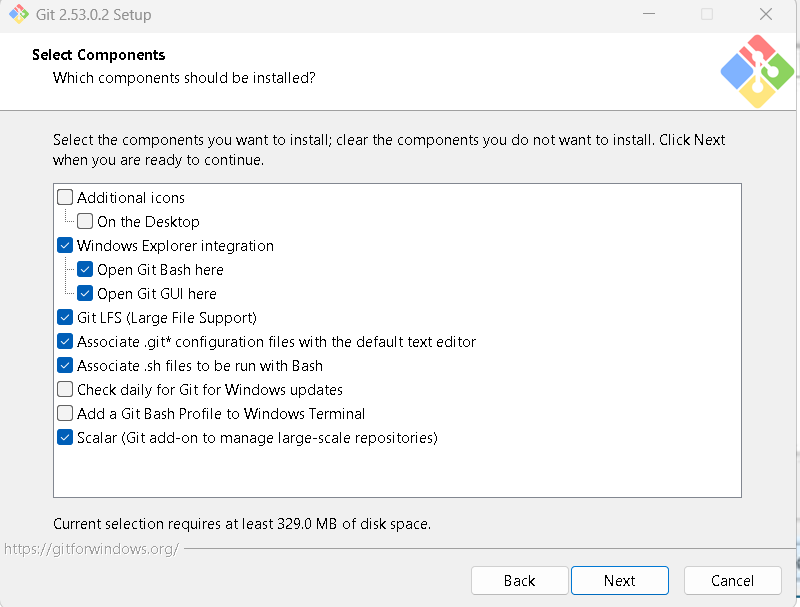 Git 2.53.0.2 Setup
Select Components
Which components should be installed?
Select the components you want to install; clear the components you do not want to install. Click Next
when you are ready to continue.
Additional icons
On the Desktop
Windows Explorer integration
Open Git Bash here
Open Git GUI here
Git LFS (Large File Support)
Associate .git* configuration files with the default text editor
Associate .sh files to be run with Bash
Check daily for Git for Windows updates
Add a Git Bash Profile to Windows Terminal
Scalar (Git add-on to manage large-scale repositories)
Current selection requires at least 329.0 MB of disk space.
https://gitforwindows.org/
Back Next Cancel